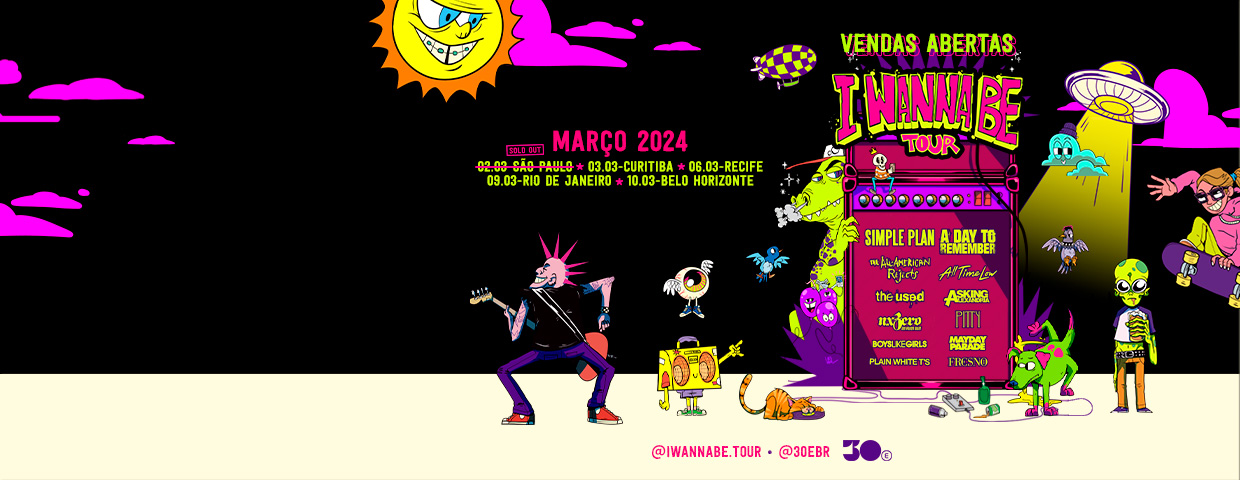 VENDAS ABERTAS
I WANNA BE
TOUR
MARÇO 2024
SOLD OUT
02.03-SÃO PAULO ★ 03.03-CURITIBA ★ 06.03-RECIFE
09.03-RIO DE JANEIRO ★ 10.03-BELO HORIZONTE
SIMPLE PLAN
A DAY TO REMEMBER
THE ALL-AMERICAN Rejects
All Time Low
the used
ASKING ALEXANDRIA
nxzero
PITTY
BOYS LIKE GIRLS
MAYDAY PARADE
PLAIN WHITE T'S
FRESNO
@IWANNABE.TOUR • @30EBR
30E